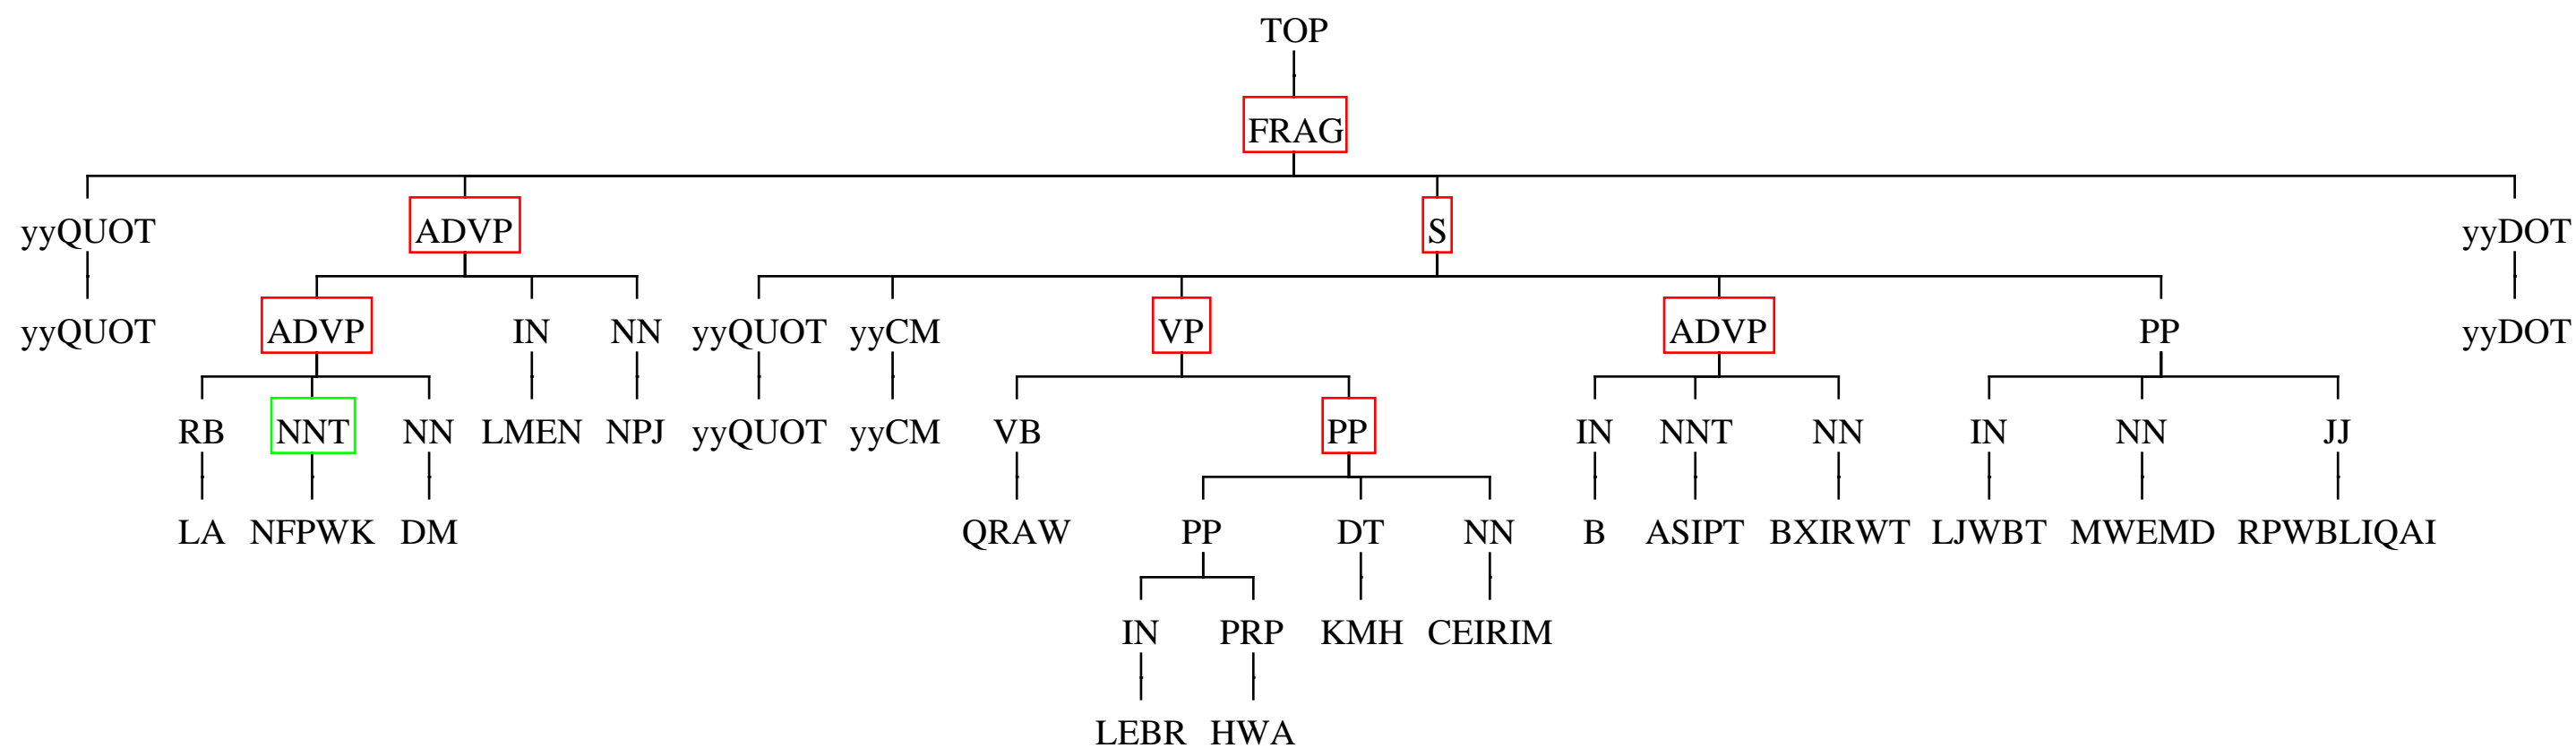 TOP
FRAG
yyQUOT ADVP S yyDOT
yyQUOT ADVP IN NN yyQUOT yyCM VP ADVP PP yyDOT
RB NNT NN LMEN NPJ yyQUOT yyCM VB PP IN NNT NN IN NN JJ
LA NFPWK DM QRAW PP DT NN B ASIPT BXIRWT LJWBT MWEMD RPWBLIQAI
IN PRP KMH CEIRIM
LEBR HWA